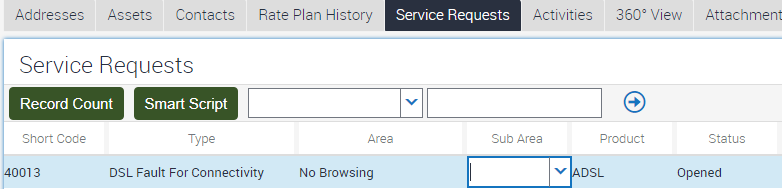 Addresses Assets Contacts Rate Plan History Service Requests Activities 360° View Attachment
Service Requests
Record Count Smart Script
Short Code Type Area Sub Area Product Status
40013 DSL Fault For Connectivity No Browsing ADSL Opened